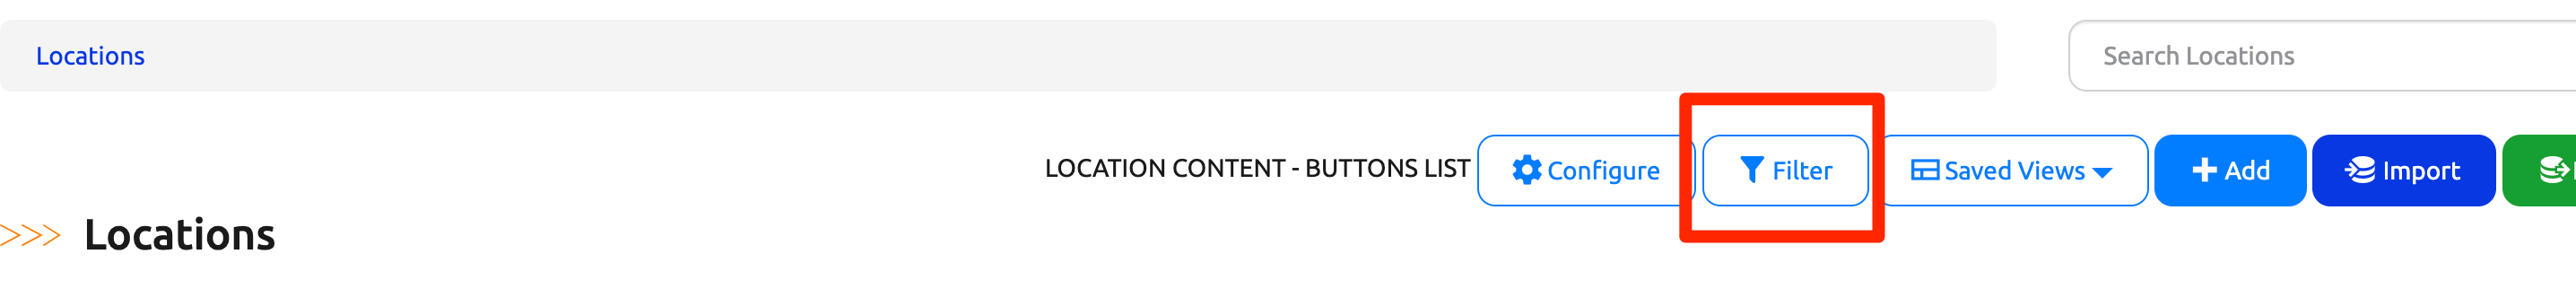 Locations
Search Locations
LOCATION CONTENT - BUTTONS LIST Configure Filter Saved Views Add Import
>>> Locations